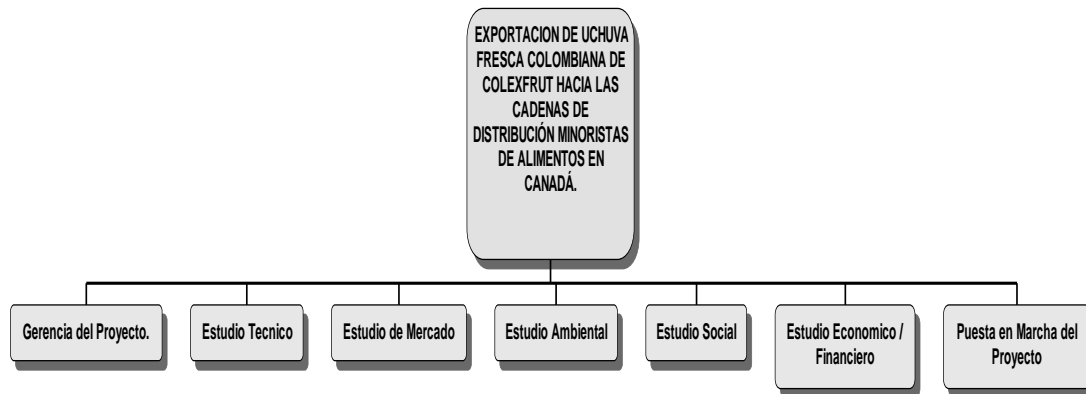 EXPORTACION DE UCHUVA
FRESCA COLOMBIANA DE
COLEXFRUT HACIA LAS
CADENAS DE
DISTRIBUCIÓN MINORISTAS
DE ALIMENTOS EN
CANADÁ.
Gerencia del Proyecto.
Estudio Tecnico
Estudio de Mercado
Estudio Ambiental
Estudio Social
Estudio Economico /
Financiero
Puesta en Marcha del
Proyecto